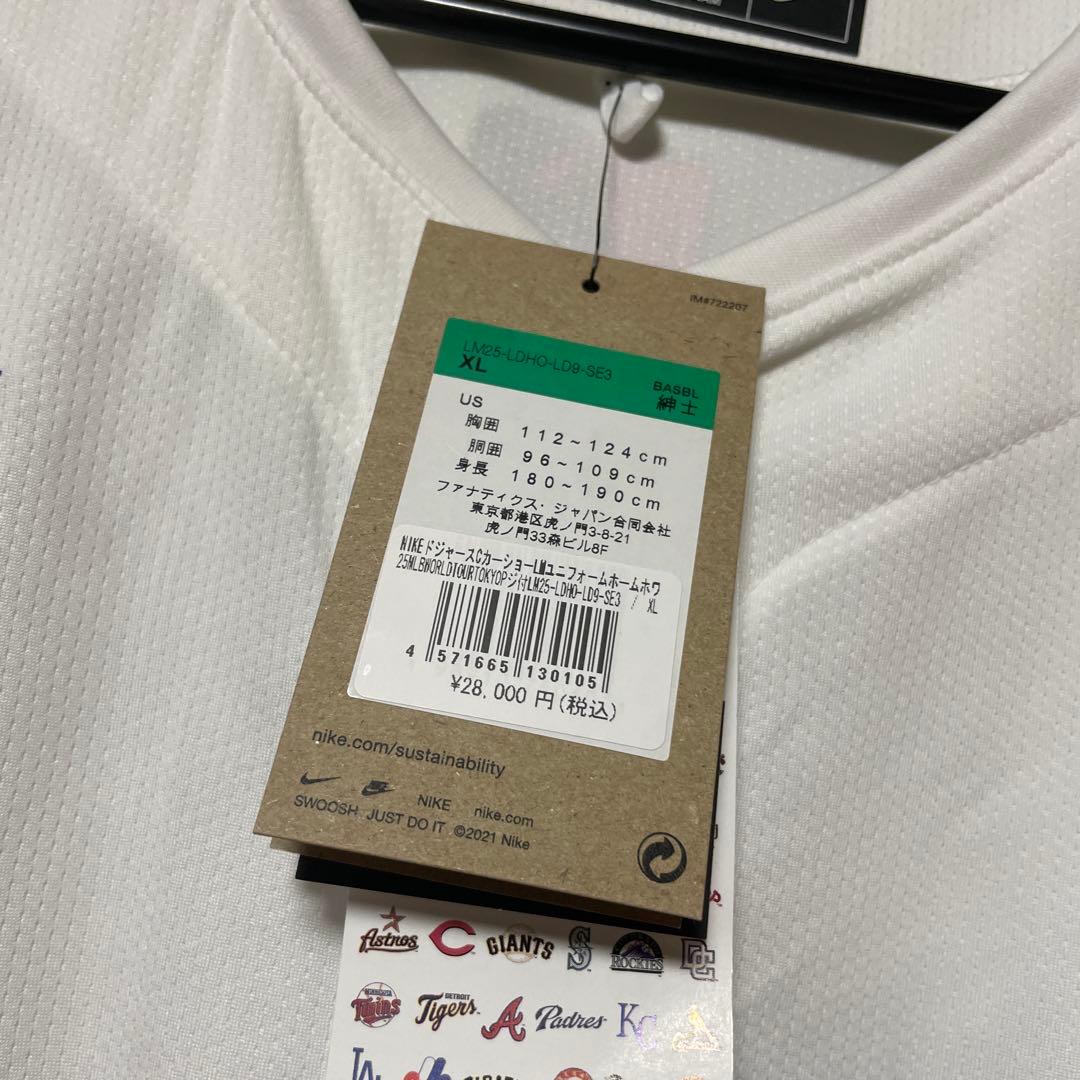 IM#722207
LM25-LDHO-LD9-SE3
XL
BASBL
紳士
US
胸囲 112~124cm
胴囲 96~109cm
身長 180~190cm
ファナティクス・ジャパン合同会社
東京都港区虎ノ門3-8-21
虎ノ門33森ビル8F
NIKEドジャースCカーショーLMユニフォームホームホワ
25MLBWORLDTOURTOKYOPジ付LM25-LDHO-LD9-SE3 / XL
4 571665 130105
¥28,000円(税込)
nike.com/sustainability
NIKE nike.com
SWOOSH JUST DO IT ©2021 Nike
Astros C GIANTS S ROCKIES DC
Twins DETROIT Tigers A Padres KC
LA